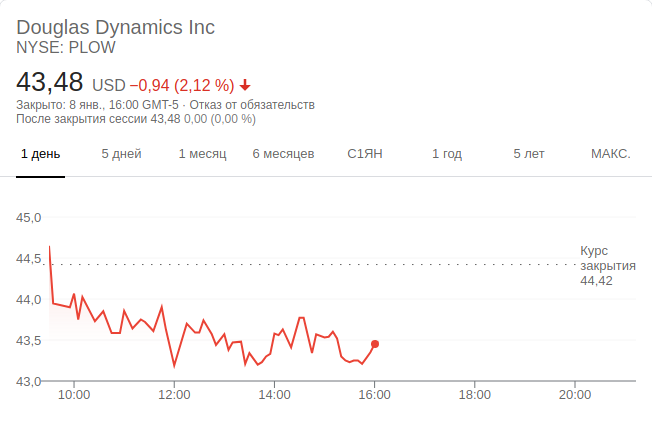 Douglas Dynamics Inc
NYSE: PLOW
43,48 USD −0,94 (2,12 %)
Закрыто: 8 янв., 16:00 GMT-5 · Отказ от обязательств
После закрытия сессии 43,48 0,00 (0,00 %)
1 день 5 дней 1 месяц 6 месяцев С1ЯН 1 год 5 лет МАКС.
45,0
44,5
Курс
закрытия
44,42
44,0
43,5
43,0
10:00 12:00 14:00 16:00 18:00 20:00